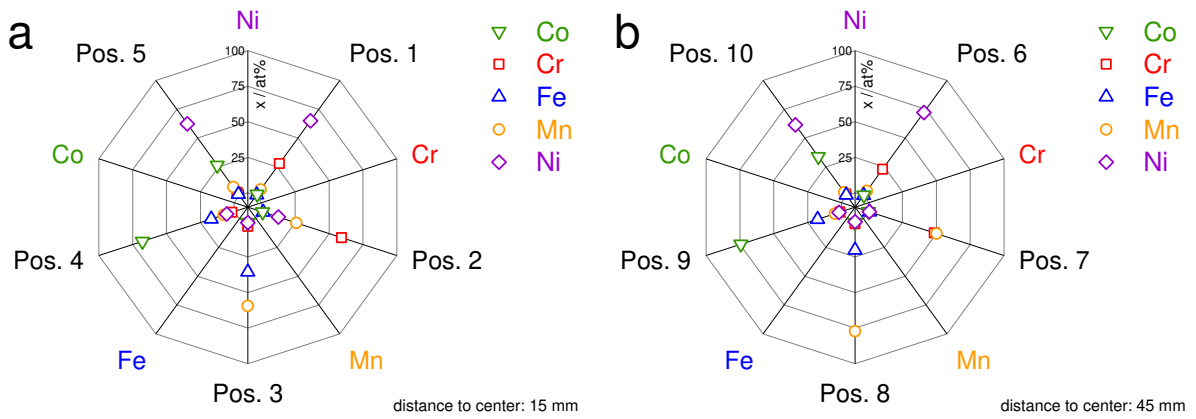 a
Ni
Pos. 5
Pos. 1
100
75
50
25
x / at%
Co
Cr
Fe
Mn
Ni
Co
Cr
Pos. 4
Pos. 2
Fe
Mn
Pos. 3
distance to center: 15 mm
b
Ni
Pos. 10
Pos. 6
100
75
50
25
x / at%
Co
Cr
Fe
Mn
Ni
Co
Cr
Pos. 9
Pos. 7
Fe
Mn
Pos. 8
distance to center: 45 mm